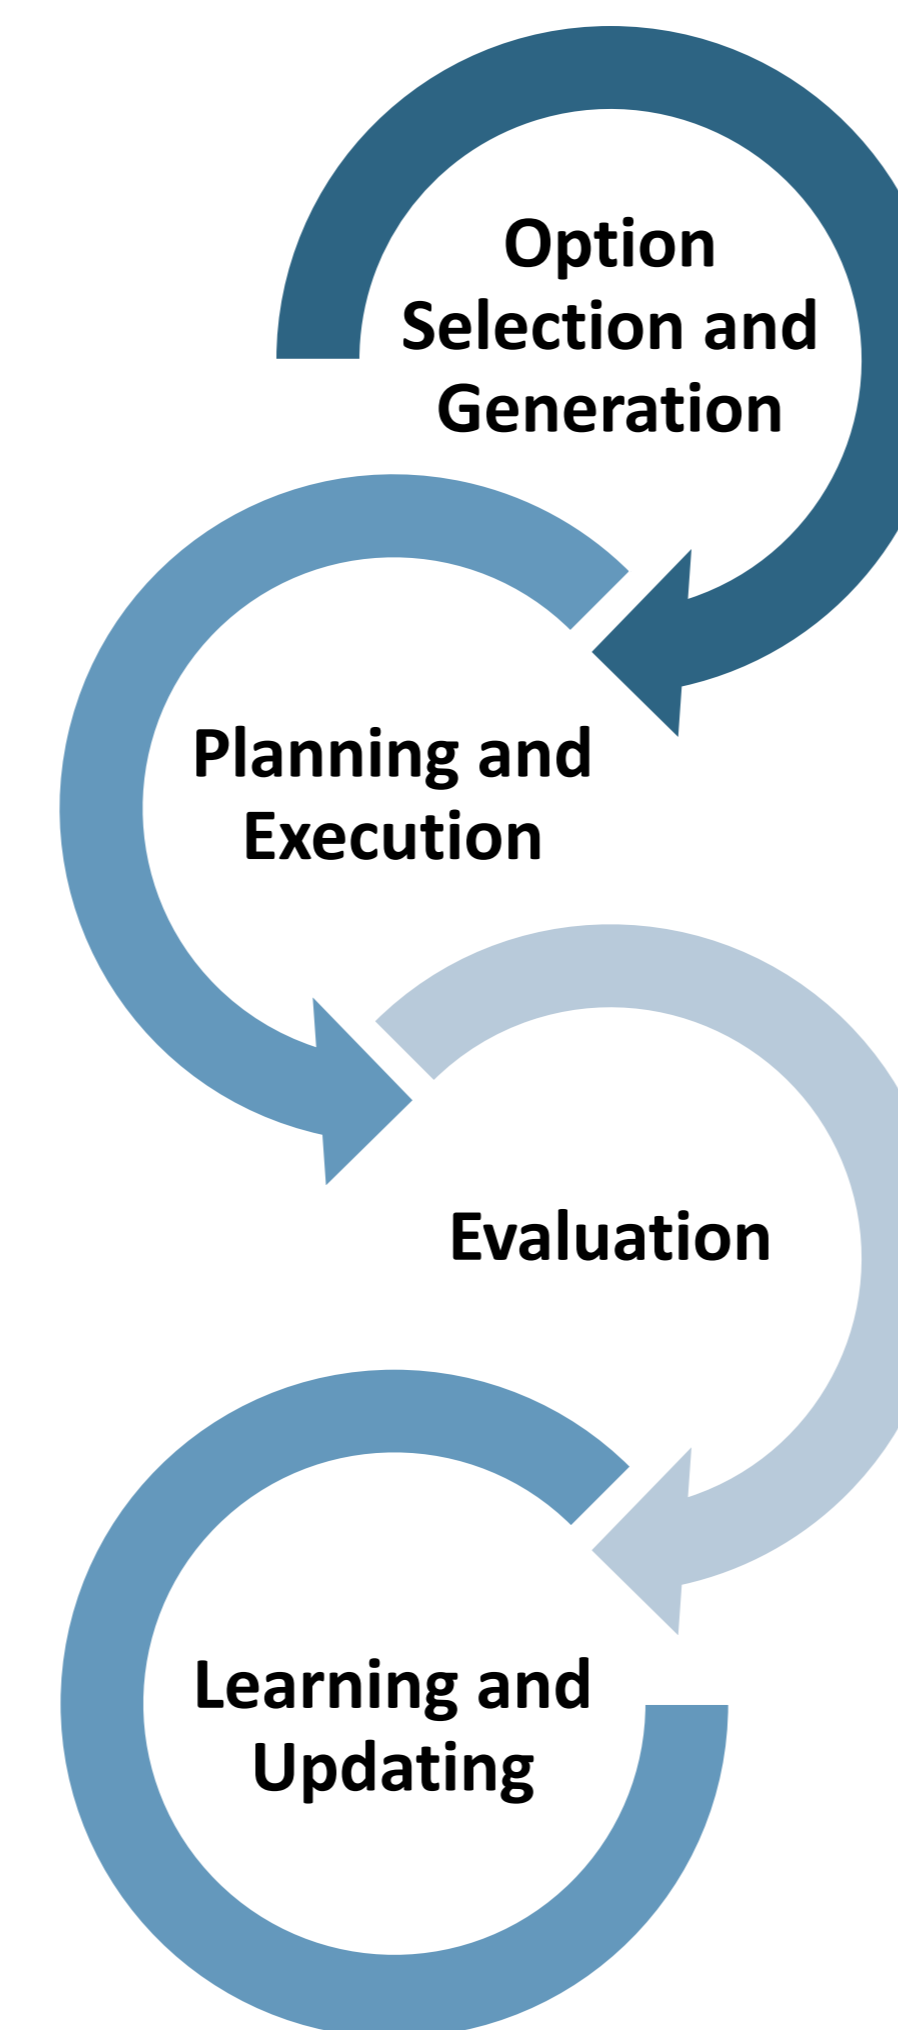 Option
Selection and
Generation
Planning and
Execution
Evaluation
Learning and
Updating